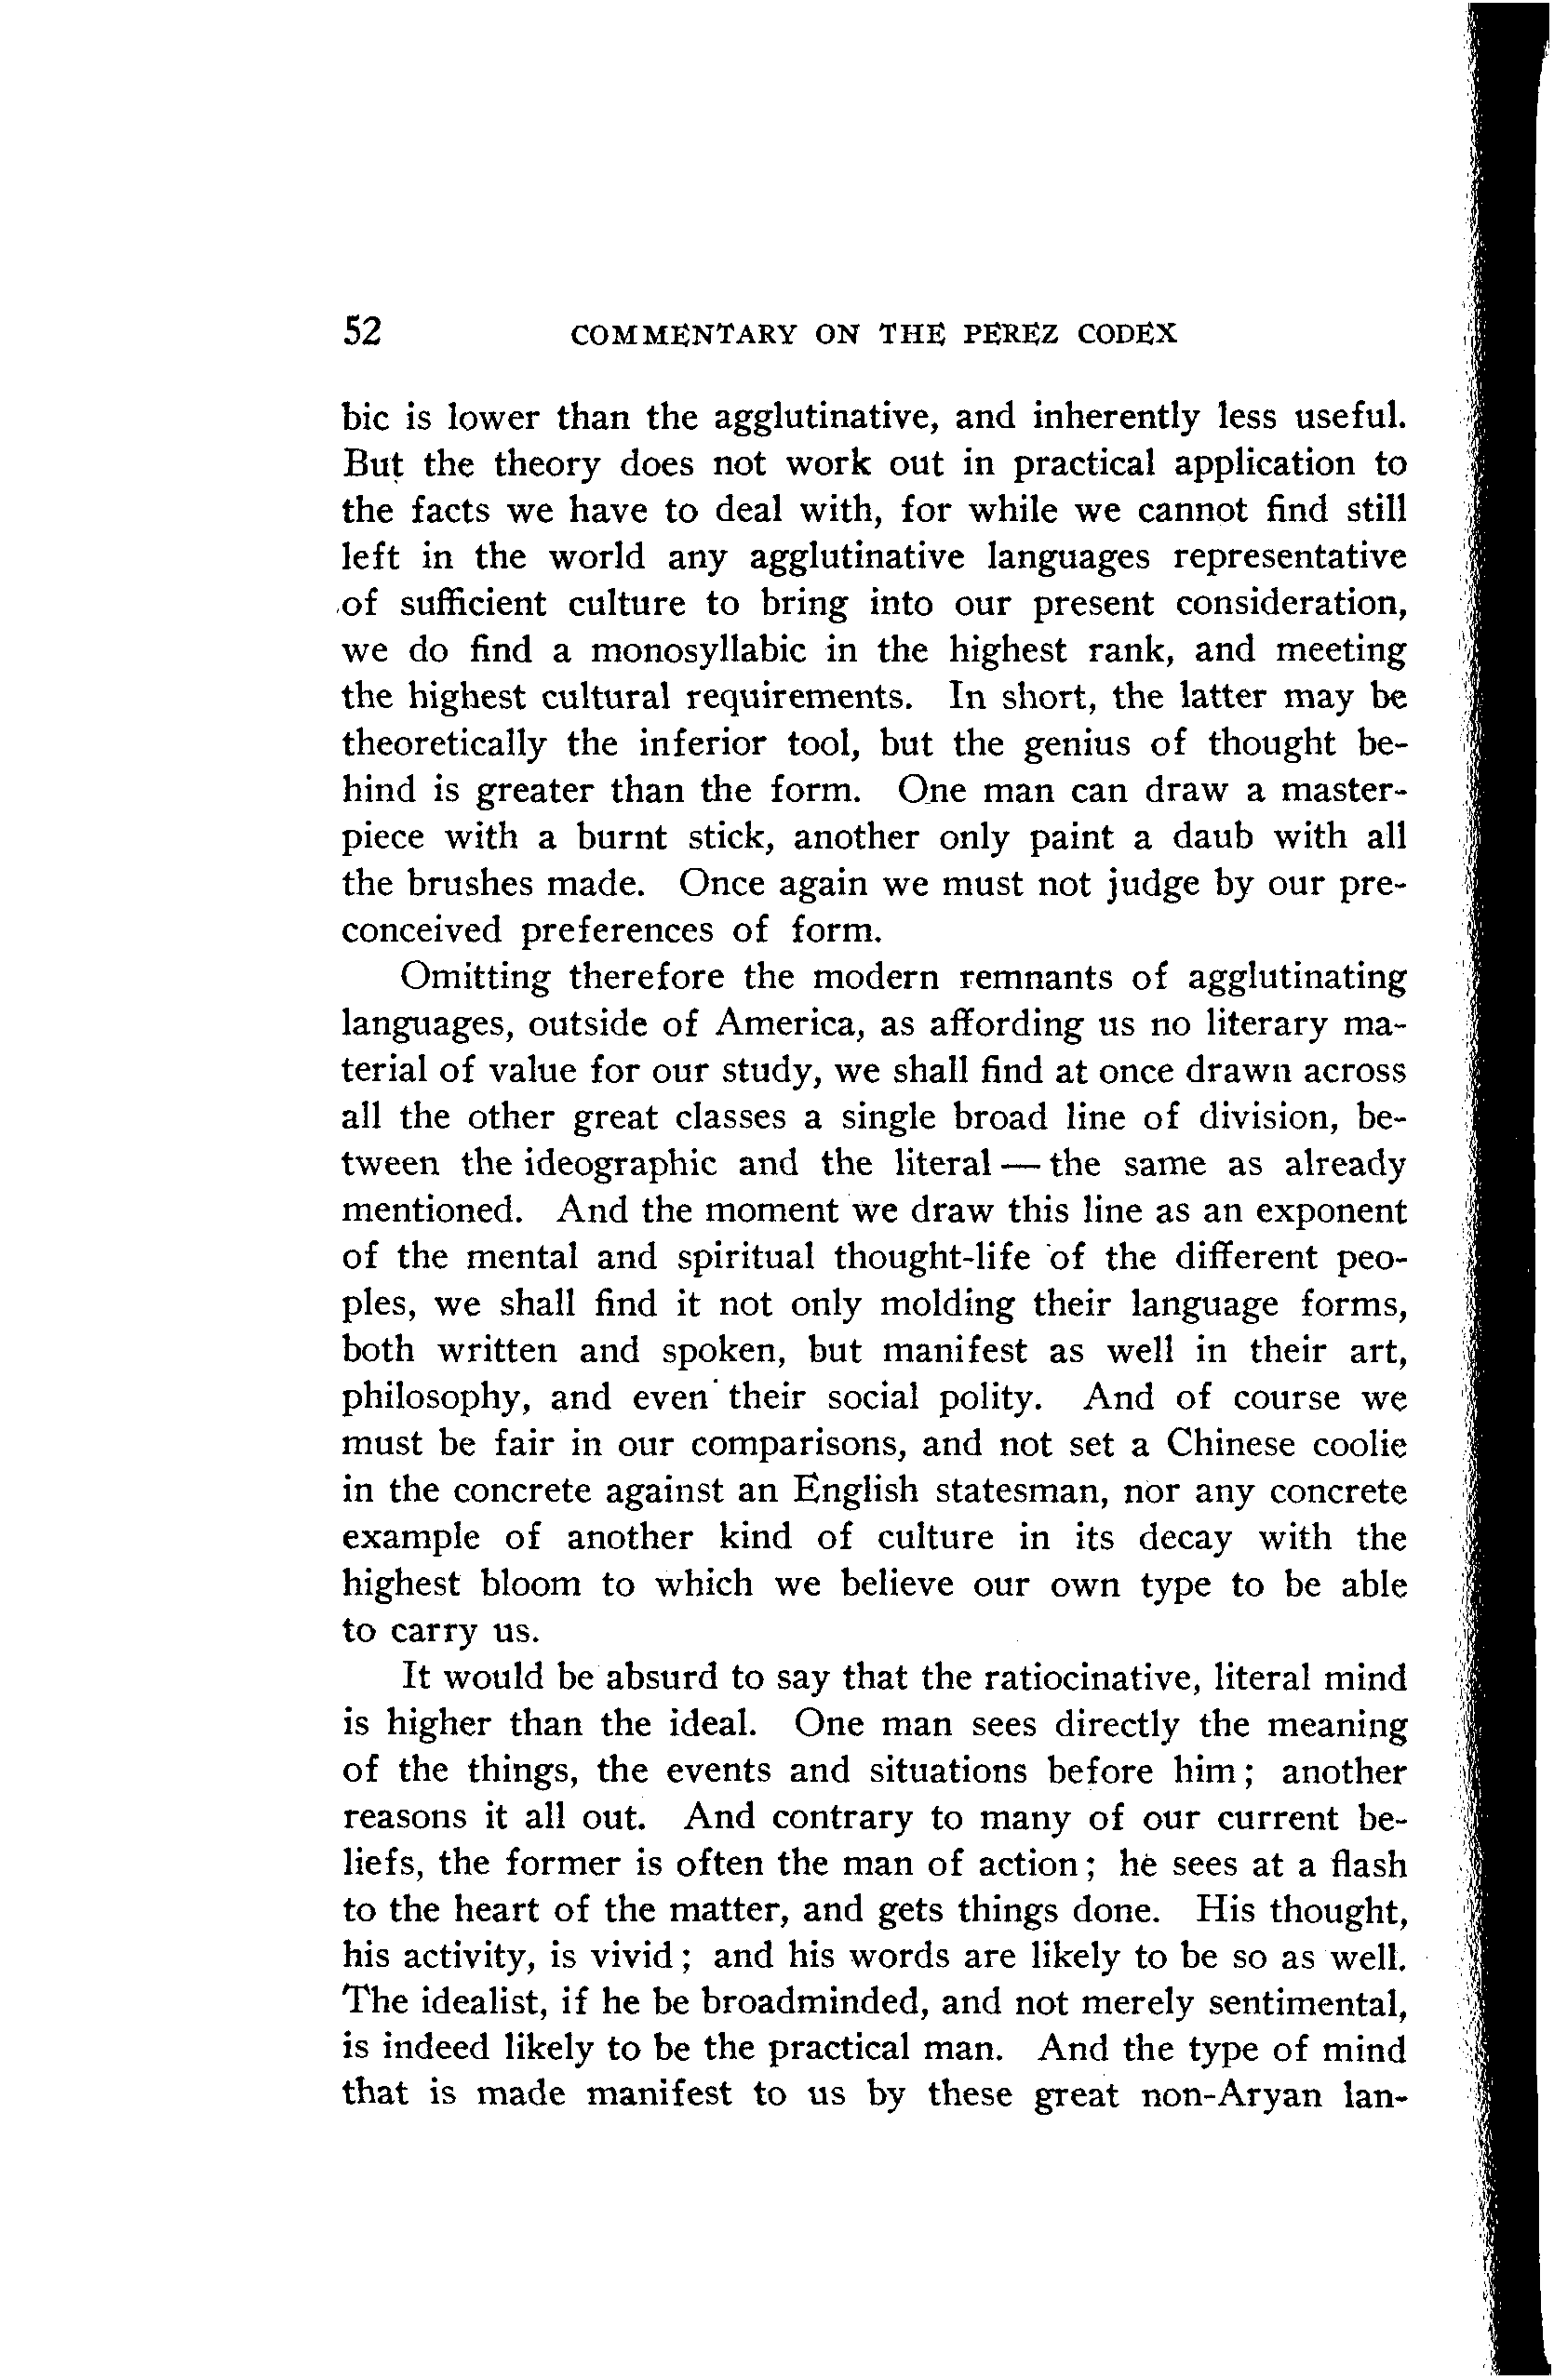 52 COMMENTARY ON THE PEREZ CODEX
bic is lower than the agglutinative, and inherently less useful.
But the theory does not work out in practical application to
the facts we have to deal with, for while we cannot find still
left in the world any agglutinative languages representative
of sufficient culture to bring into our present consideration,
we do find a monosyllabic in the highest rank, and meeting
the highest cultural requirements. In short, the latter may be
theoretically the inferior tool, but the genius of thought be-
hind is greater than the form. One man can draw a master-
piece with a burnt stick, another only paint a daub with all
the brushes made. Once again we must not judge by our pre-
conceived preferences of form.
Omitting therefore the modern remnants of agglutinating
languages, outside of America, as affording us no literary ma-
terial of value for our study, we shall find at once drawn across
all the other great classes a single broad line of division, be-
tween the ideographic and the literal — the same as already
mentioned. And the moment we draw this line as an exponent
of the mental and spiritual thought-life of the different peo-
ples, we shall find it not only molding their language forms,
both written and spoken, but manifest as well in their art,
philosophy, and even their social polity. And of course we
must be fair in our comparisons, and not set a Chinese coolie
in the concrete against an English statesman, nor any concrete
example of another kind of culture in its decay with the
highest bloom to which we believe our own type to be able
to carry us.
It would be absurd to say that the ratiocinative, literal mind
is higher than the ideal. One man sees directly the meaning
of the things, the events and situations before him; another
reasons it all out. And contrary to many of our current be-
liefs, the former is often the man of action; he sees at a flash
to the heart of the matter, and gets things done. His thought,
his activity, is vivid; and his words are likely to be so as well.
The idealist, if he be broadminded, and not merely sentimental,
is indeed likely to be the practical man. And the type of mind
that is made manifest to us by these great non-Aryan lan-